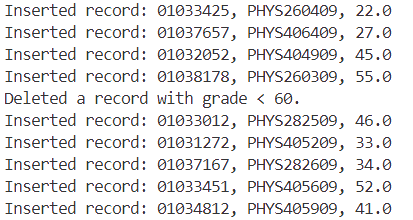 Inserted record: 01033425, PHYS260409, 22.0
Inserted record: 01037657, PHYS406409, 27.0
Inserted record: 01032052, PHYS404909, 45.0
Inserted record: 01038178, PHYS260309, 55.0
Deleted a record with grade < 60.
Inserted record: 01033012, PHYS282509, 46.0
Inserted record: 01031272, PHYS405209, 33.0
Inserted record: 01037167, PHYS282609, 34.0
Inserted record: 01033451, PHYS405609, 52.0
Inserted record: 01034812, PHYS405909, 41.0